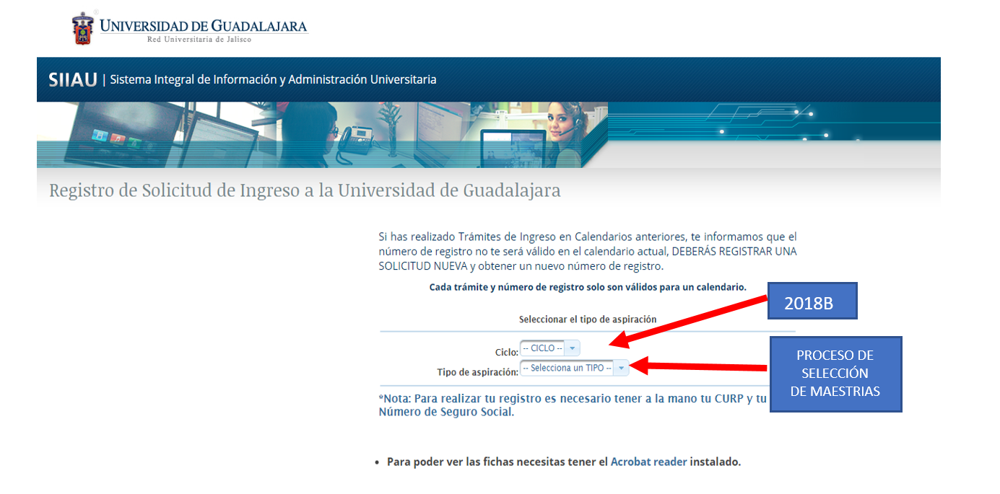 UNIVERSIDAD DE GUADALAJARA
Red Universitaria de Jalisco
SIIAU | Sistema Integral de Información y Administración Universitaria
Registro de Solicitud de Ingreso a la Universidad de Guadalajara
Si has realizado Trámites de Ingreso en Calendarios anteriores, te informamos que el
número de registro no te será válido en el calendario actual, DEBERÁS REGISTRAR UNA
SOLICITUD NUEVA y obtener un nuevo número de registro.
Cada trámite y número de registro solo son válidos para un calendario.
2018B
Seleccionar el tipo de aspiración
Ciclo: -- CICLO --
Tipo de aspiración: -- Selecciona un TIPO --
PROCESO DE
SELECCIÓN
DE MAESTRIAS
*Nota: Para realizar tu registro es necesario tener a la mano tu CURP y tu
Número de Seguro Social.
• Para poder ver las fichas necesitas tener el Acrobat reader instalado.